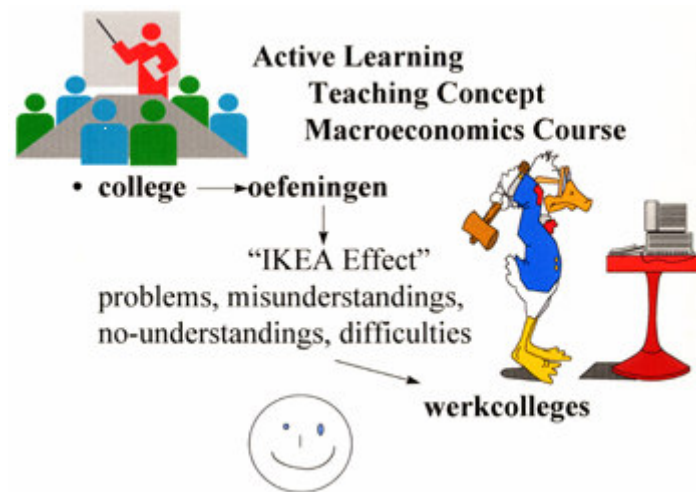 Active Learning
Teaching Concept
Macroeconomics Course
• college oefeningen
“IKEA Effect”
problems, misunderstandings,
no-understandings, difficulties
werkcolleges